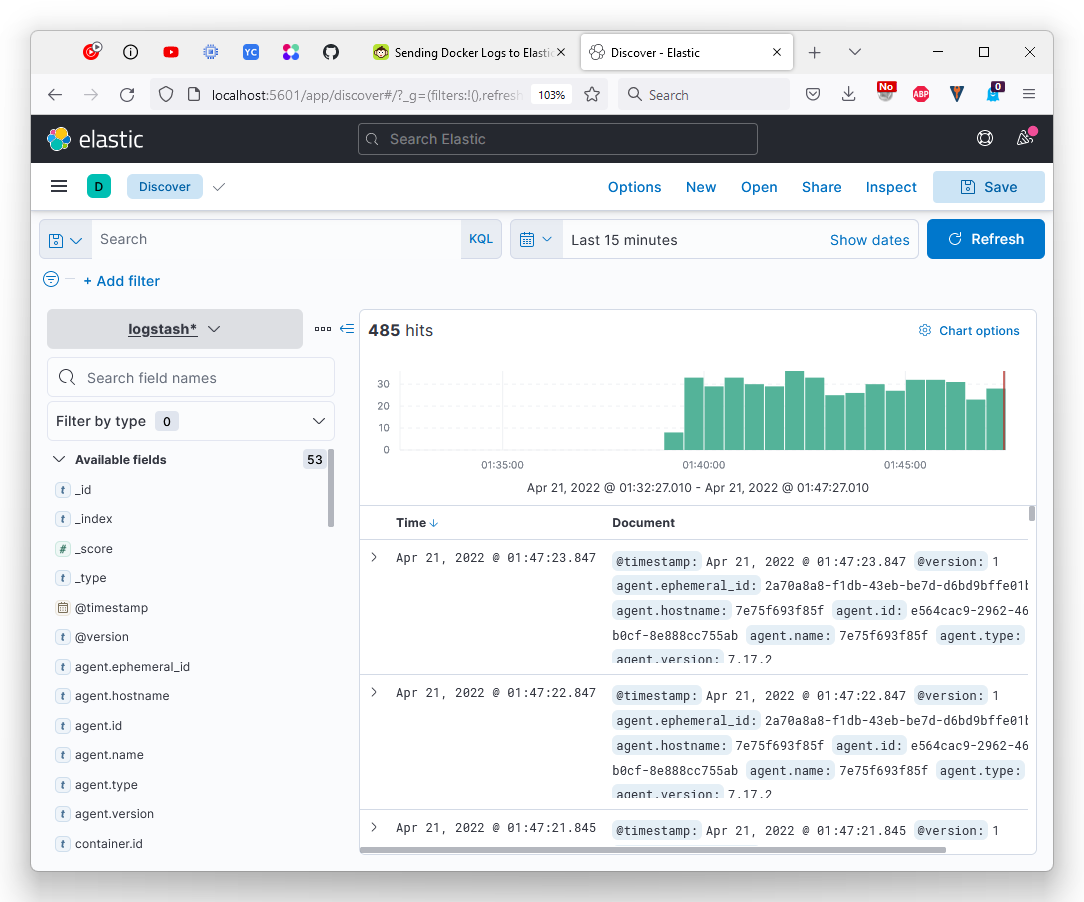 YC Sending Docker Logs to Elastic Discover - Elastic
localhost:5601/app/discover#/?_g=(filters:!(),refresh 103% Search No ABP 0
elastic Search Elastic
D Discover Options New Open Share Inspect Save
Search KQL Last 15 minutes Show dates Refresh
+ Add filter
logstash* 485 hits Chart options
Search field names
Filter by type 0
Available fields 53
_id
_index
_score
_type
@timestamp
@version
agent.ephemeral_id
agent.hostname
agent.id
agent.name
agent.type
agent.version
container.id
30
20
10
0
01:35:00 01:40:00 01:45:00
Apr 21, 2022 @ 01:32:27.010 - Apr 21, 2022 @ 01:47:27.010
Time Document
Apr 21, 2022 @ 01:47:23.847 @timestamp: Apr 21, 2022 @ 01:47:23.847 @version: 1
agent.ephemeral_id: 2a70a8a8-f1db-43eb-be7d-d6bd9bffe01b
agent.hostname: 7e75f693f85f agent.id: e564cac9-2962-46
b0cf-8e888cc755ab agent.name: 7e75f693f85f agent.type:
agent.version: 7.17.2
Apr 21, 2022 @ 01:47:22.847 @timestamp: Apr 21, 2022 @ 01:47:22.847 @version: 1
agent.ephemeral_id: 2a70a8a8-f1db-43eb-be7d-d6bd9bffe01b
agent.hostname: 7e75f693f85f agent.id: e564cac9-2962-46
b0cf-8e888cc755ab agent.name: 7e75f693f85f agent.type:
agent.version: 7.17.2
Apr 21, 2022 @ 01:47:21.845 @timestamp: Apr 21, 2022 @ 01:47:21.845 @version: 1